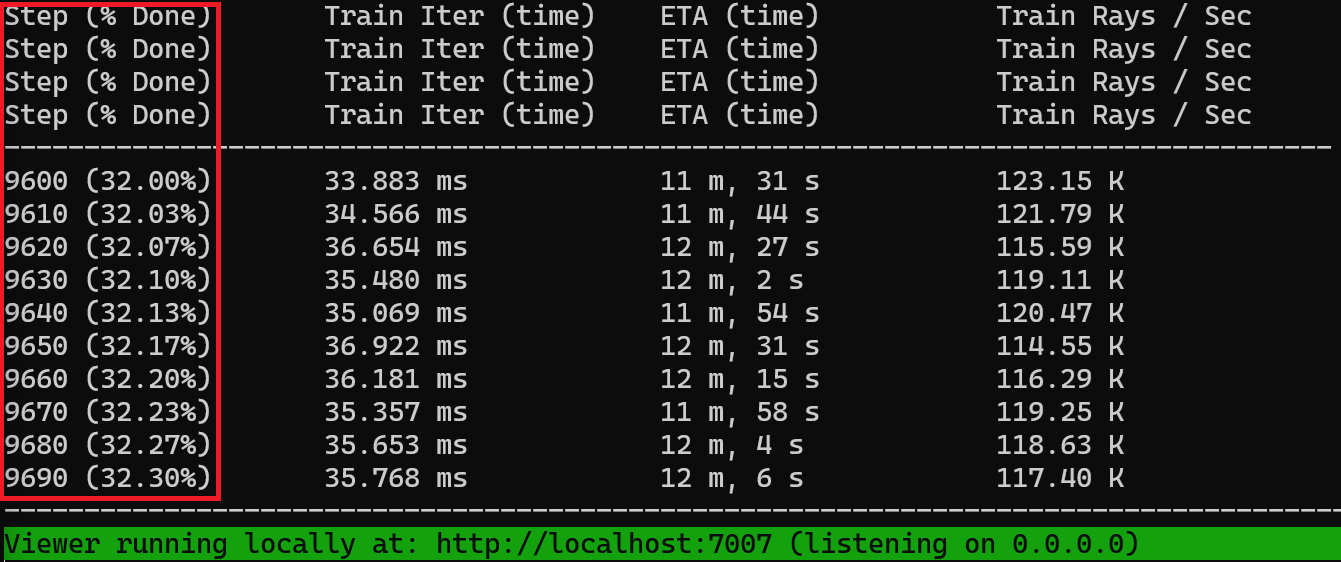 Step (% Done) Train Iter (time) ETA (time) Train Rays / Sec
Step (% Done) Train Iter (time) ETA (time) Train Rays / Sec
Step (% Done) Train Iter (time) ETA (time) Train Rays / Sec
Step (% Done) Train Iter (time) ETA (time) Train Rays / Sec
-----------------------------------------------------------------------------------
9600 (32.00%) 33.883 ms 11 m, 31 s 123.15 K
9610 (32.03%) 34.566 ms 11 m, 44 s 121.79 K
9620 (32.07%) 36.654 ms 12 m, 27 s 115.59 K
9630 (32.10%) 35.480 ms 12 m, 2 s 119.11 K
9640 (32.13%) 35.069 ms 11 m, 54 s 120.47 K
9650 (32.17%) 36.922 ms 12 m, 31 s 114.55 K
9660 (32.20%) 36.181 ms 12 m, 15 s 116.29 K
9670 (32.23%) 35.357 ms 11 m, 58 s 119.25 K
9680 (32.27%) 35.653 ms 12 m, 4 s 118.63 K
9690 (32.30%) 35.768 ms 12 m, 6 s 117.40 K
-----------------------------------------------------------------------------------
Viewer running locally at: http://localhost:7007 (listening on 0.0.0.0)